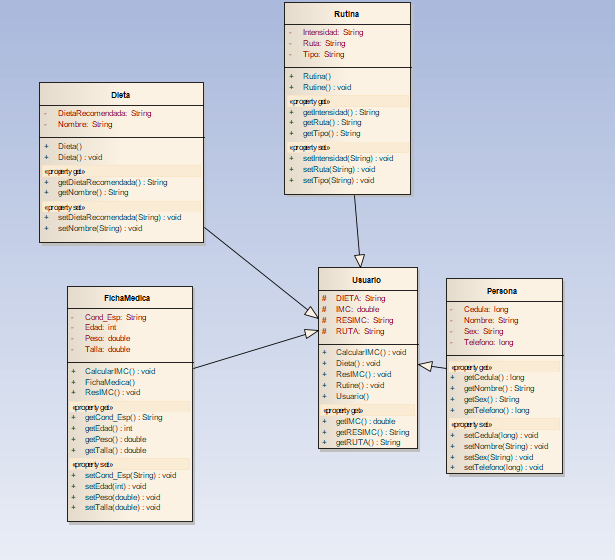 Rutina
- Intensidad: String
- Ruta: String
- Tipo: String
+ Rutina()
+ Rutine() : void
«property get»
+ getIntensidad() : String
+ getRuta() : String
+ getTipo() : String
«property set»
+ setIntensidad(String) : void
+ setRuta(String) : void
+ setTipo(String) : void
Dieta
- DietaRecomendada: String
- Nombre: String
+ Dieta()
+ Dieta() : void
«property get»
+ getDietaRecomendada() : String
+ getNombre() : String
«property set»
+ setDietaRecomendada(String) : void
+ setNombre(String) : void
FichaMedica
- Cond_Esp: String
- Edad: int
- Peso: double
- Talla: double
+ CalcularIMC() : void
+ FichaMedica()
+ ResIMC() : void
«property get»
+ getCond_Esp() : String
+ getEdad() : int
+ getPeso() : double
+ getTalla() : double
«property set»
+ setCond_Esp(String) : void
+ setEdad(int) : void
+ setPeso(double) : void
+ setTalla(double) : void
Usuario
# DIETA: String
# IMC: double
# RESIMC: String
# RUTA: String
+ CalcularIMC() : void
+ Dieta() : void
+ ResIMC() : void
+ Rutine() : void
+ Usuario()
«property get»
+ getIMC() : double
+ getRESIMC() : String
+ getRUTA() : String
Persona
- Cedula: long
- Nombre: String
- Sex: String
- Telefono: long
«property get»
+ getCedula() : long
+ getNombre() : String
+ getSex() : String
+ getTelefono() : long
«property set»
+ setCedula(long) : void
+ setNombre(String) : void
+ setSex(String) : void
+ setTelefono(long) : void